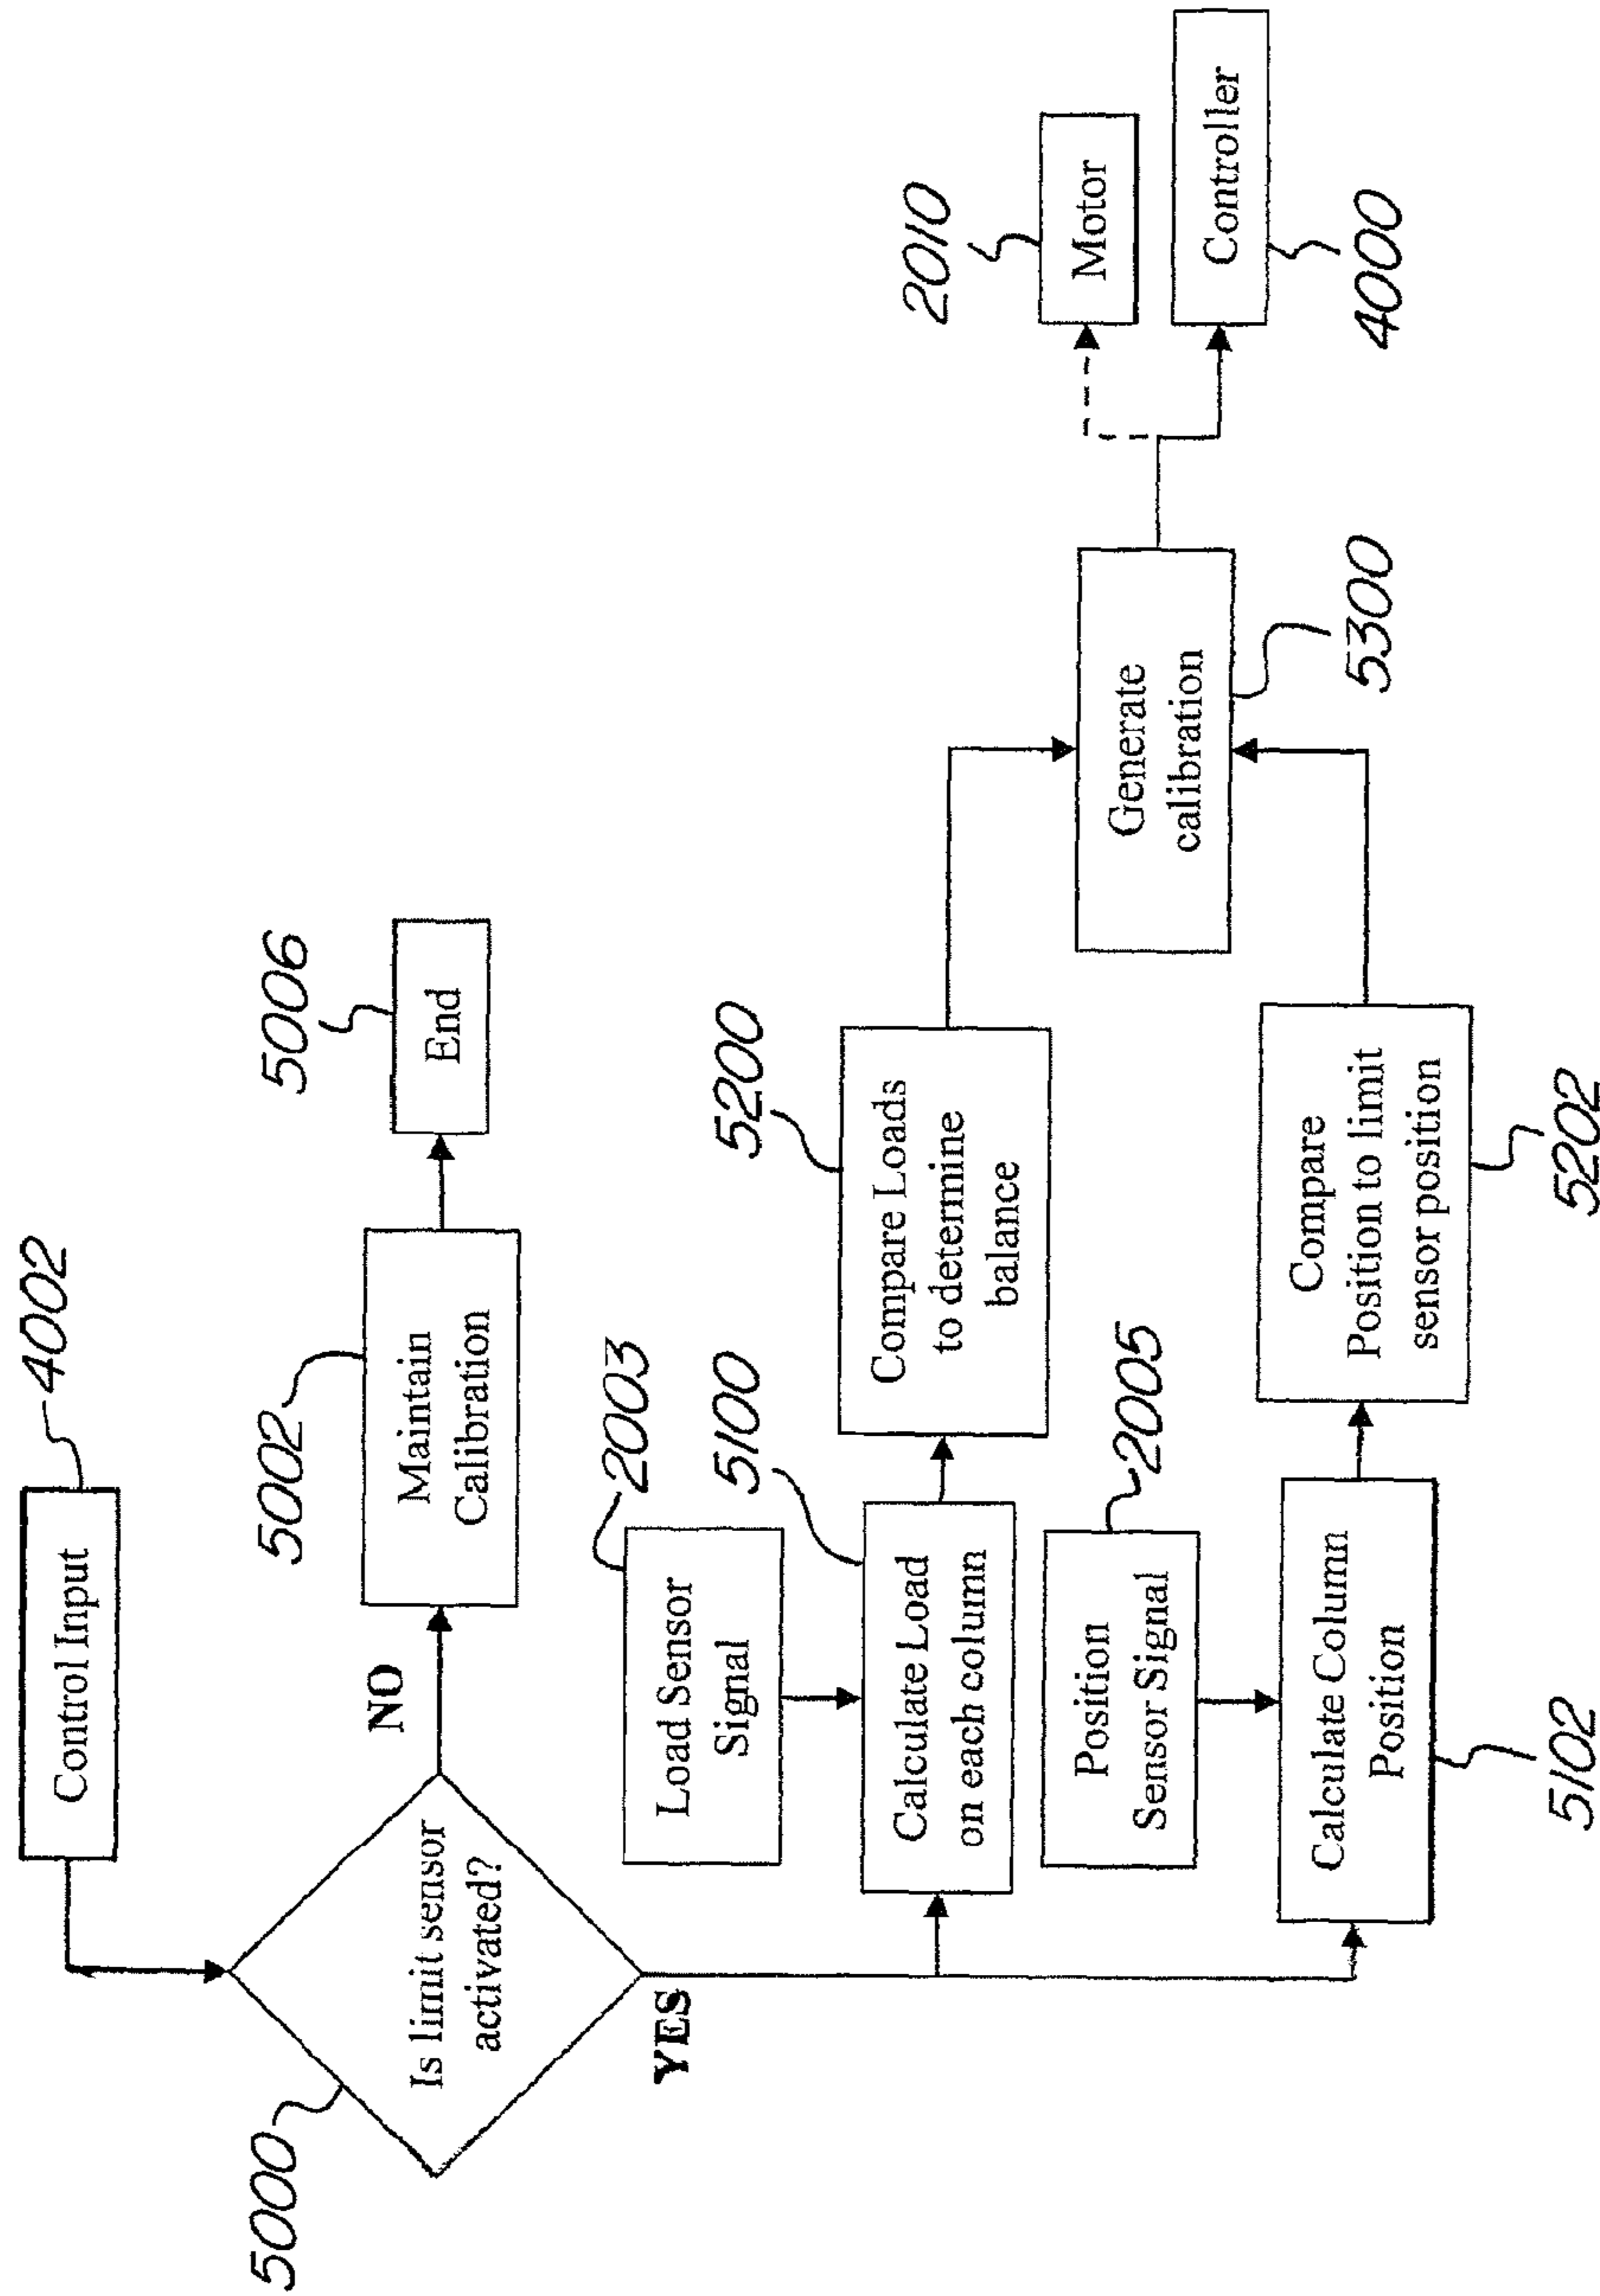 Control Input
4002
5000
Is limit sensor
activated?
NO
5002
Maintain
Calibration
5006
End
YES
Load Sensor
Signal
2003
5100
Calculate Load
on each column
5200
Compare Loads
to determine
balance
Position
Sensor Signal
2005
Calculate Column
Position
5102
Compare
Position to limit
sensor position
5202
Generate
calibration
5300
2010
Motor
Controller
4000